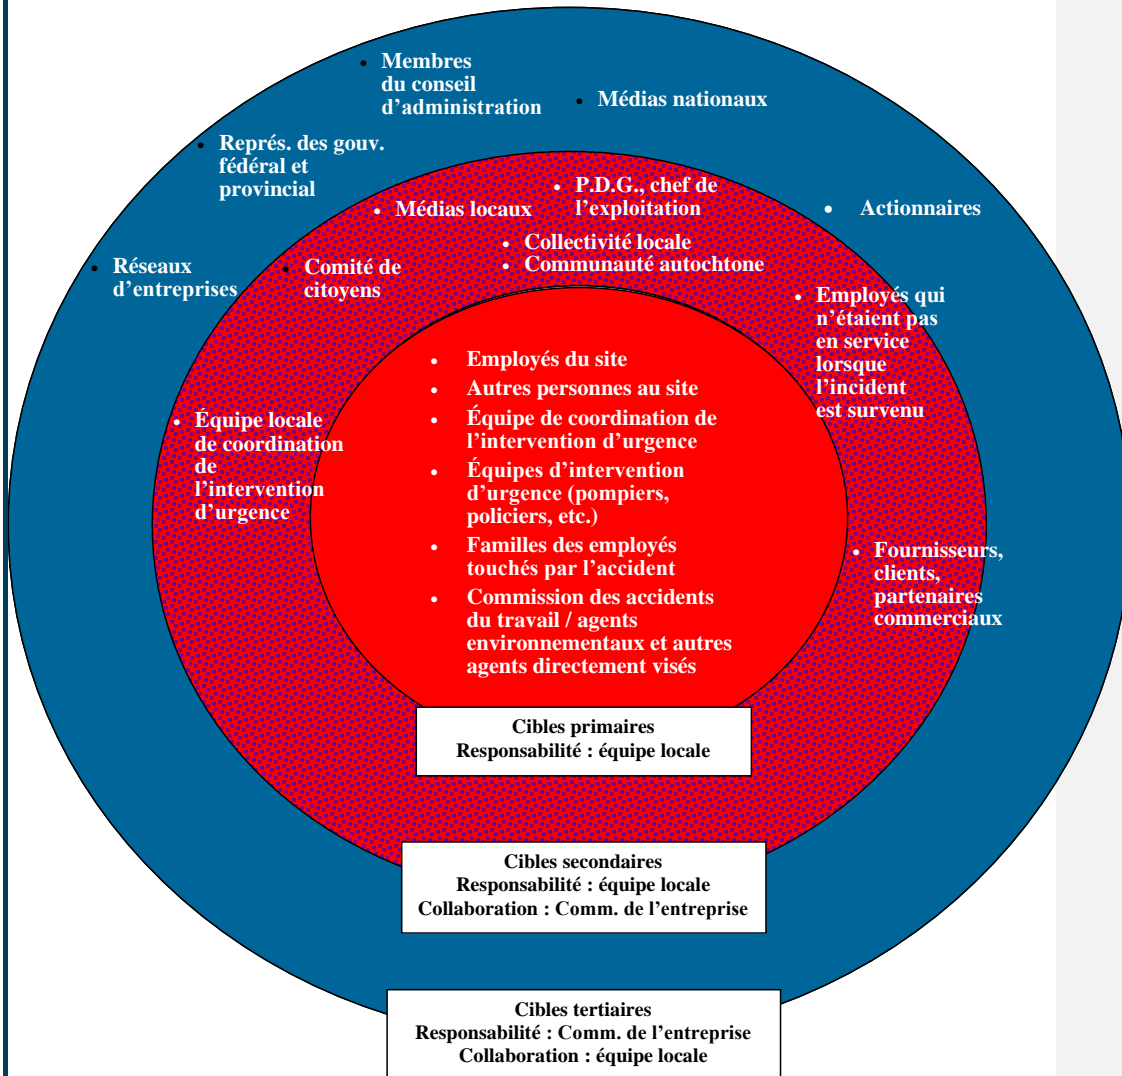 • Membres
du conseil
d’administration
• Médias nationaux
• Représ. des gouv.
fédéral et
provincial
• Actionnaires
• Réseaux
d’entreprises
• P.D.G., chef de
l’exploitation
• Médias locaux
• Collectivité locale
• Communauté autochtone
• Comité de
citoyens
• Employés qui
n’étaient pas
en service
lorsque
l’incident
est survenu
• Équipe locale
de coordination
de
l’intervention
d’urgence
• Fournisseurs,
clients,
partenaires
commerciaux
• Employés du site
• Autres personnes au site
• Équipe de coordination de
l’intervention d’urgence
• Équipes d’intervention
d’urgence (pompiers,
policiers, etc.)
• Familles des employés
touchés par l’accident
• Commission des accidents
du travail / agents
environnementaux et autres
agents directement visés
Cibles primaires
Responsabilité : équipe locale
Cibles secondaires
Responsabilité : équipe locale
Collaboration : Comm. de l’entreprise
Cibles tertiaires
Responsabilité : Comm. de l’entreprise
Collaboration : équipe locale